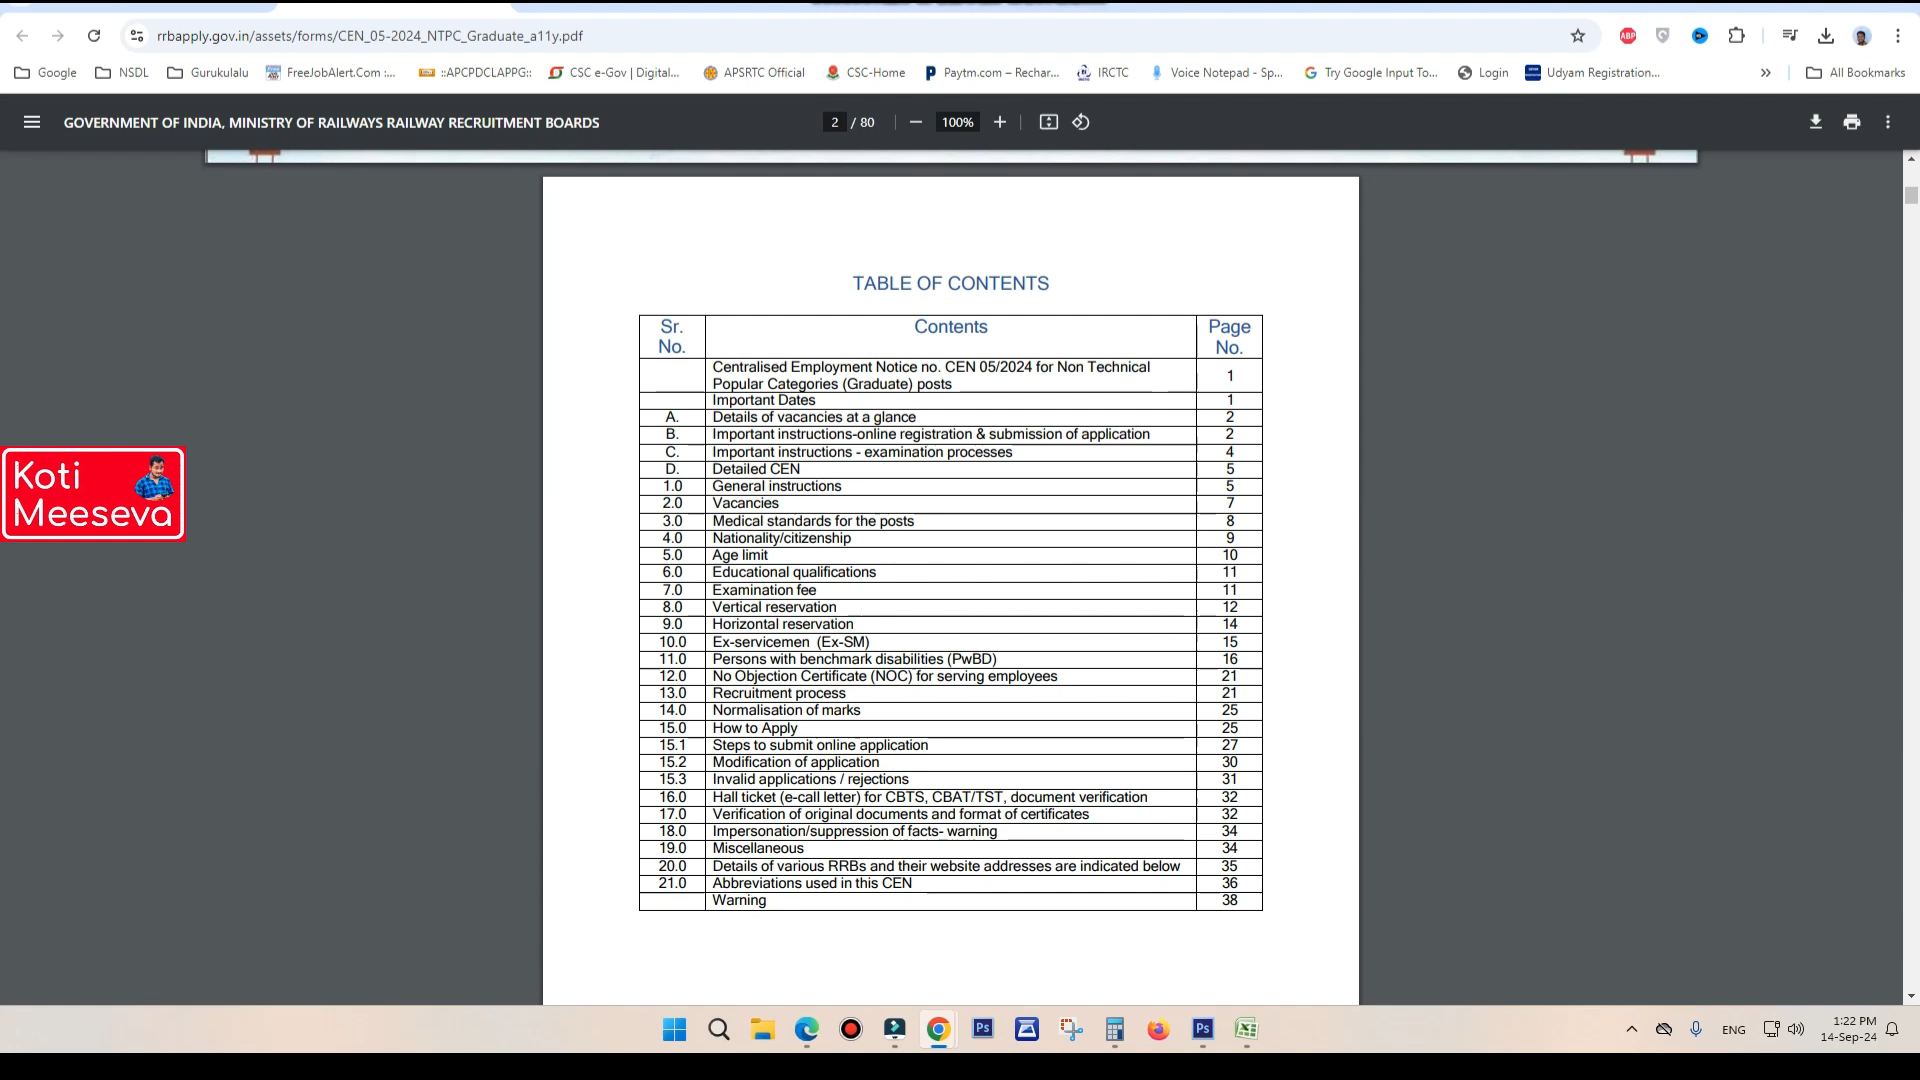 rrbapply.gov.in/assets/forms/CEN_05-2024_NTPC_Graduate_a11y.pdf
ABP
Google NSDL Gurukulalu FreeJobAlert.Com :... ::APCPDCLAPPG:: CSC e-Gov | Digital... APSRTC Official CSC-Home Paytm.com – Rechar... IRCTC Voice Notepad - Sp... Try Google Input To... Login Udyam Registration... » All Bookmarks
GOVERNMENT OF INDIA, MINISTRY OF RAILWAYS RAILWAY RECRUITMENT BOARDS 2 / 80 — 100% +
TABLE OF CONTENTS
Sr. No. Contents Page No.
Centralised Employment Notice no. CEN 05/2024 for Non Technical
Popular Categories (Graduate) posts 1
Important Dates 1
A. Details of vacancies at a glance 2
B. Important instructions-online registration & submission of application 2
C. Important instructions - examination processes 4
D. Detailed CEN 5
1.0 General instructions 5
2.0 Vacancies 7
3.0 Medical standards for the posts 8
4.0 Nationality/citizenship 9
5.0 Age limit 10
6.0 Educational qualifications 11
7.0 Examination fee 11
8.0 Vertical reservation 12
9.0 Horizontal reservation 14
10.0 Ex-servicemen (Ex-SM) 15
11.0 Persons with benchmark disabilities (PwBD) 16
12.0 No Objection Certificate (NOC) for serving employees 21
13.0 Recruitment process 21
14.0 Normalisation of marks 25
15.0 How to Apply 25
15.1 Steps to submit online application 27
15.2 Modification of application 30
15.3 Invalid applications / rejections 31
16.0 Hall ticket (e-call letter) for CBTS, CBAT/TST, document verification 32
17.0 Verification of original documents and format of certificates 32
18.0 Impersonation/suppression of facts- warning 34
19.0 Miscellaneous 34
20.0 Details of various RRBs and their website addresses are indicated below 35
21.0 Abbreviations used in this CEN 36
Warning 38
Koti
Meeseva
Ps Ps
ENG
1:22 PM
14-Sep-24